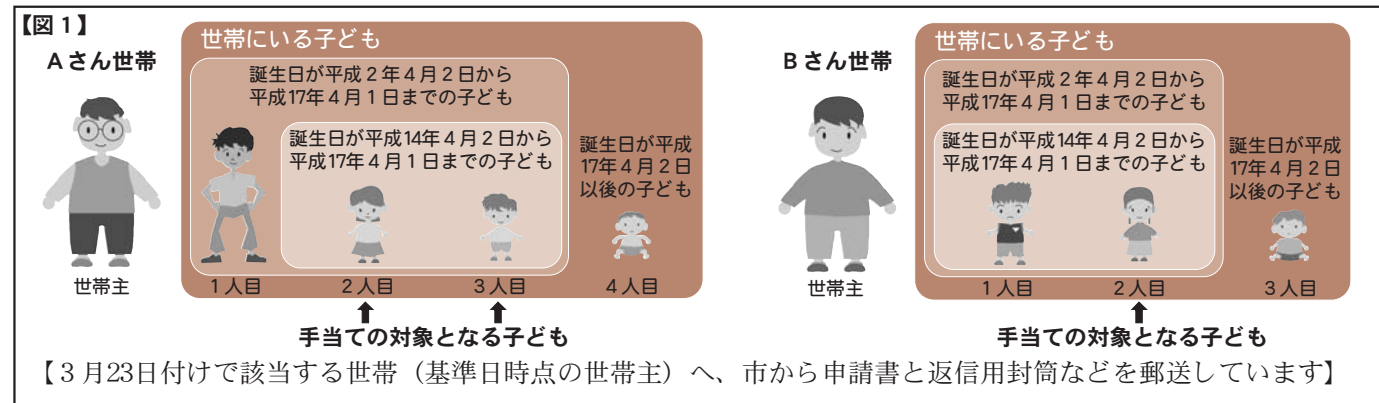 【図1】
Aさん世帯
世帯主
世帯にいる子ども
誕生日が平成2年4月2日から
平成17年4月1日までの子ども
誕生日が平成14年4月2日から
平成17年4月1日までの子ども
誕生日が平成
17年4月2日
以後の子ども
1人目
2人目
3人目
4人目
手当ての対象となる子ども
Bさん世帯
世帯主
世帯にいる子ども
誕生日が平成2年4月2日から
平成17年4月1日までの子ども
誕生日が平成14年4月2日から
平成17年4月1日までの子ども
誕生日が平成
17年4月2日
以後の子ども
1人目
2人目
3人目
手当ての対象となる子ども
【3月23日付けで該当する世帯(基準日時点の世帯主)へ、市から申請書と返信用封筒などを郵送しています】